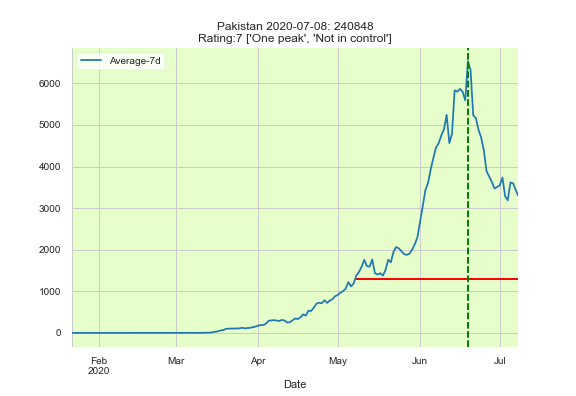 Pakistan 2020-07-08: 240848
Rating:7 ['One peak', 'Not in control']
Average-7d
6000
5000
4000
3000
2000
1000
0
Feb
2020
Mar
Apr
May
Jun
Jul
Date